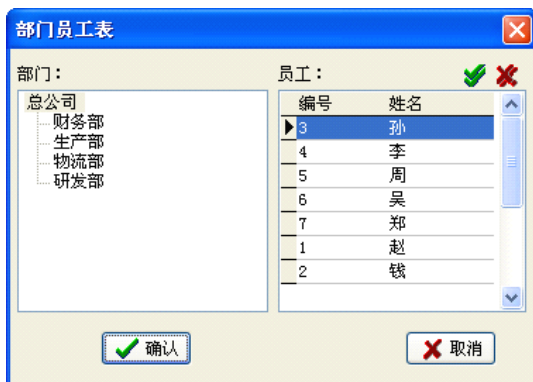 部门员工表
部门：
员工：
总公司
财务部
生产部
物流部
研发部
编号 姓名
3 孙
4 李
5 周
6 吴
7 郑
1 赵
2 钱
确认
取消